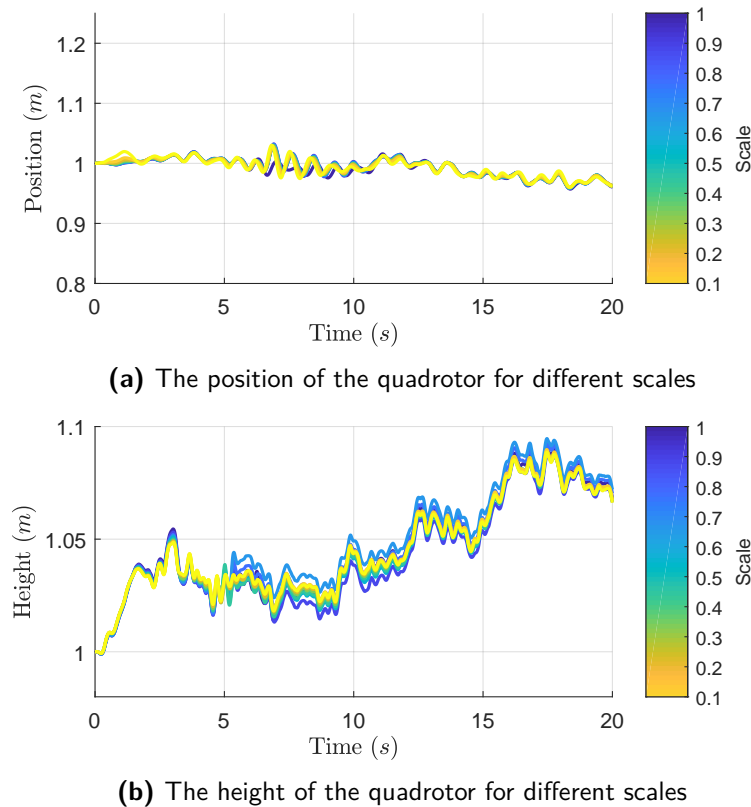 1.2
1.1
1
0.9
0.8
Position (m)
0 5 10 15 20
Time (s)
1
0.9
0.8
0.7
0.6
0.5
0.4
0.3
0.2
0.1
Scale
(a) The position of the quadrotor for different scales
1.1
1.05
1
Height (m)
0 5 10 15 20
Time (s)
1
0.9
0.8
0.7
0.6
0.5
0.4
0.3
0.2
0.1
Scale
(b) The height of the quadrotor for different scales